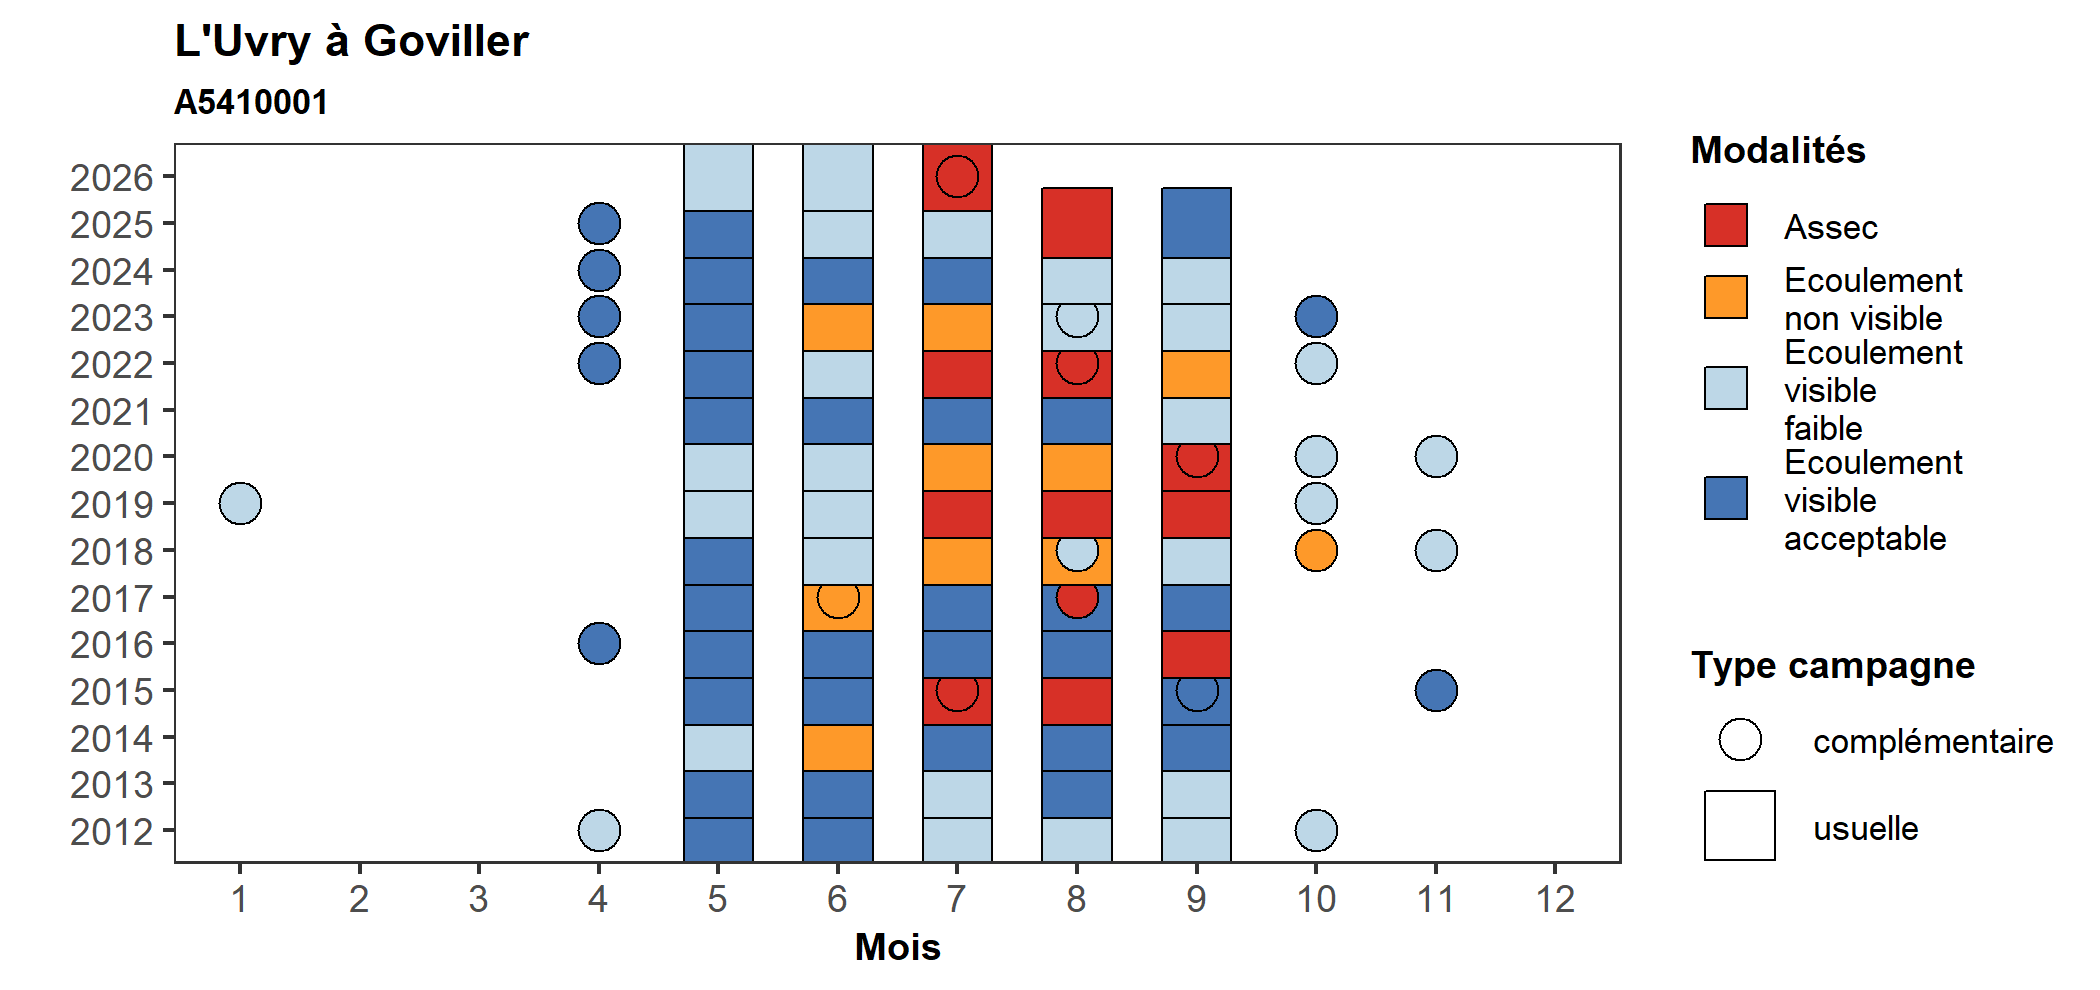 L'Uvry à Goviller
A5410001
2026
2025
2024
2023
2022
2021
2020
2019
2018
2017
2016
2015
2014
2013
2012
1 2 3 4 5 6 7 8 9 10 11 12
Mois
Modalités
Assec
Ecoulement
non visible
Ecoulement
visible
faible
Ecoulement
visible
acceptable
Type campagne
complémentaire
usuelle